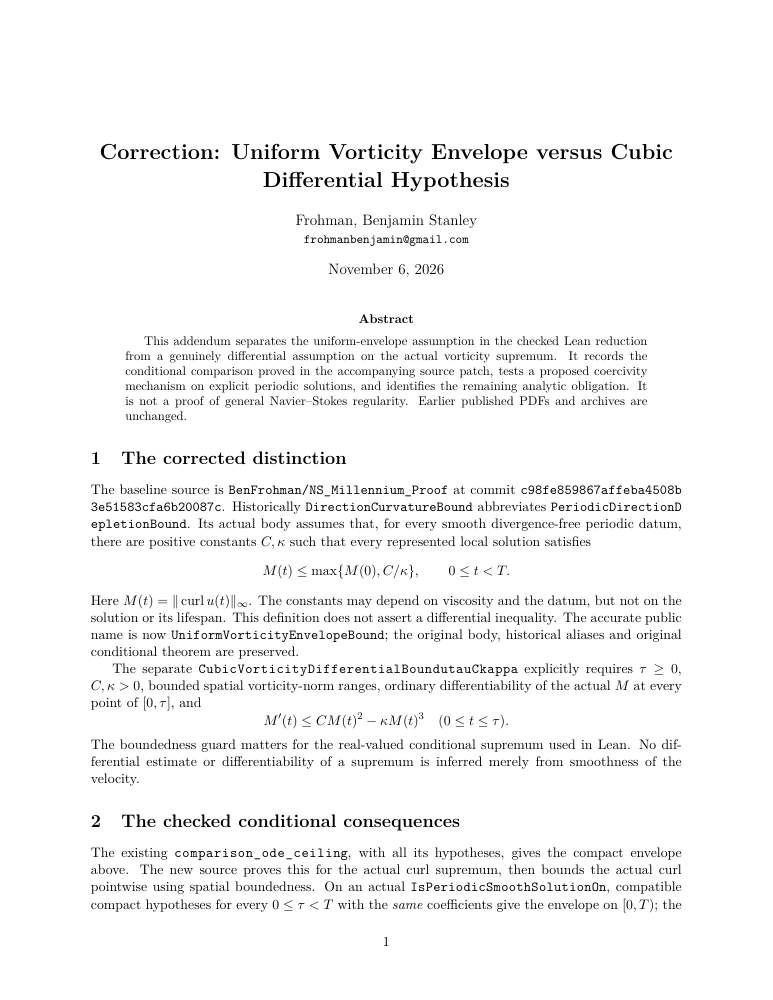 Correction: Uniform Vorticity Envelope versus Cubic
Differential Hypothesis
Frohman, Benjamin Stanley
frohmanbenjamin@gmail.com
November 6, 2026
Abstract
This addendum separates the uniform-envelope assumption in the checked Lean reduction
from a genuinely differential assumption on the actual vorticity supremum. It records the
conditional comparison proved in the accompanying source patch, tests a proposed coercivity
mechanism on explicit periodic solutions, and identifies the remaining analytic obligation. It
is not a proof of general Navier–Stokes regularity. Earlier published PDFs and archives are
unchanged.
1 The corrected distinction
The baseline source is BenFrohman/NS_Millennium_Proof at commit c98fe859867affeba4508b
3e51583cfa6b20087c. Historically DirectionCurvatureBound abbreviates PeriodicDirectionD
epletionBound. Its actual body assumes that, for every smooth divergence-free periodic datum,
there are positive constants C, κ such that every represented local solution satisfies
M(t) ≤ max{M(0), C/κ}, 0 ≤ t < T.
Here M(t) = ‖ curl u(t)‖∞. The constants may depend on viscosity and the datum, but not on the
solution or its lifespan. This definition does not assert a differential inequality. The accurate public
name is now UniformVorticityEnvelopeBound; the original body, historical aliases and original
conditional theorem are preserved.
The separate CubicVorticityDifferentialBoundutauCkappa explicitly requires τ ≥ 0,
C, κ > 0, bounded spatial vorticity-norm ranges, ordinary differentiability of the actual M at every
point of [0, τ], and
M′(t) ≤ CM(t)² − κM(t)³ (0 ≤ t ≤ τ).
The boundedness guard matters for the real-valued conditional supremum used in Lean. No dif-
ferential estimate or differentiability of a supremum is inferred merely from smoothness of the
velocity.
2 The checked conditional consequences
The existing comparison_ode_ceiling, with all its hypotheses, gives the compact envelope
above. The new source proves this for the actual curl supremum, then bounds the actual curl
pointwise using spatial boundedness. On an actual IsPeriodicSmoothSolutionOn, compatible
compact hypotheses for every 0 ≤ τ < T with the same coefficients give the envelope on [0, T); the
1